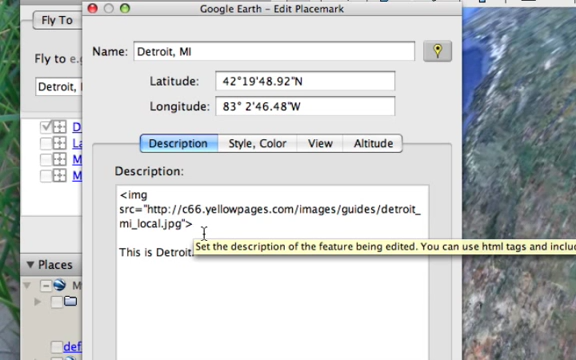 Google Earth - Edit Placemark
Fly To
Name: Detroit, MI
Fly to e.g
Latitude: 42°19'48.92"N
Detroit,
Longitude: 83° 2'46.48"W
Description Style, Color View Altitude
D
La
M
M
Description:
<img
src="http://c66.yellowpages.com/images/guides/detroit_
mi_local.jpg">
This is Detroit.
Set the description of the feature being edited. You can use html tags and inclu
Places
M
def